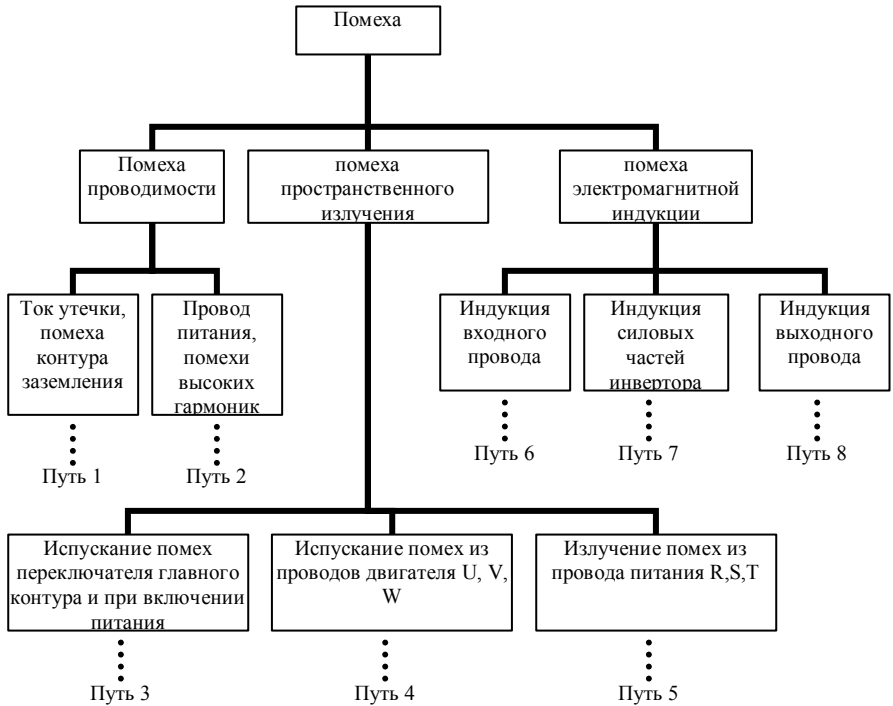 Помеха
Помеха
проводимости
помеха
пространственного
излучения
помеха
электромагнитной
индукции
Ток утечки,
помеха
контура
заземления
Провод
питания,
помехи
высоких
гармоник
Индукция
входного
провода
Индукция
силовых
частей
инвертора
Индукция
выходного
провода
Путь 1
Путь 2
Путь 6
Путь 7
Путь 8
Испускание помех
переключателя главного
контура и при включении
питания
Испускание помех из
проводов двигателя U, V,
W
Излучение помех из
провода питания R,S,T
Путь 3
Путь 4
Путь 5